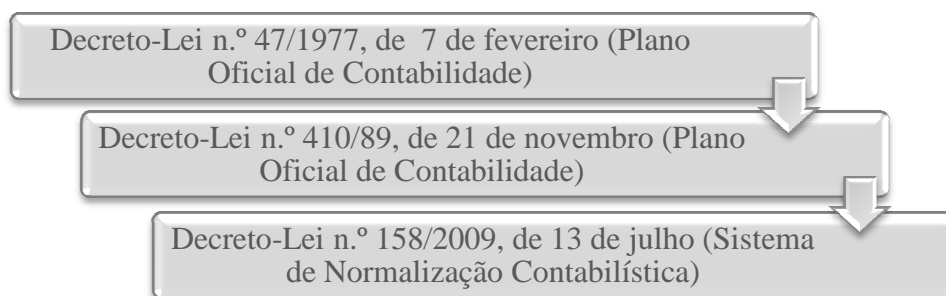 Decreto-Lei n.º 47/1977, de  7 de fevereiro (Plano
Oficial de Contabilidade)
Decreto-Lei n.º 410/89, de 21 de novembro (Plano
Oficial de Contabilidade)
Decreto-Lei n.º 158/2009, de 13 de julho (Sistema
de Normalização Contabilística)